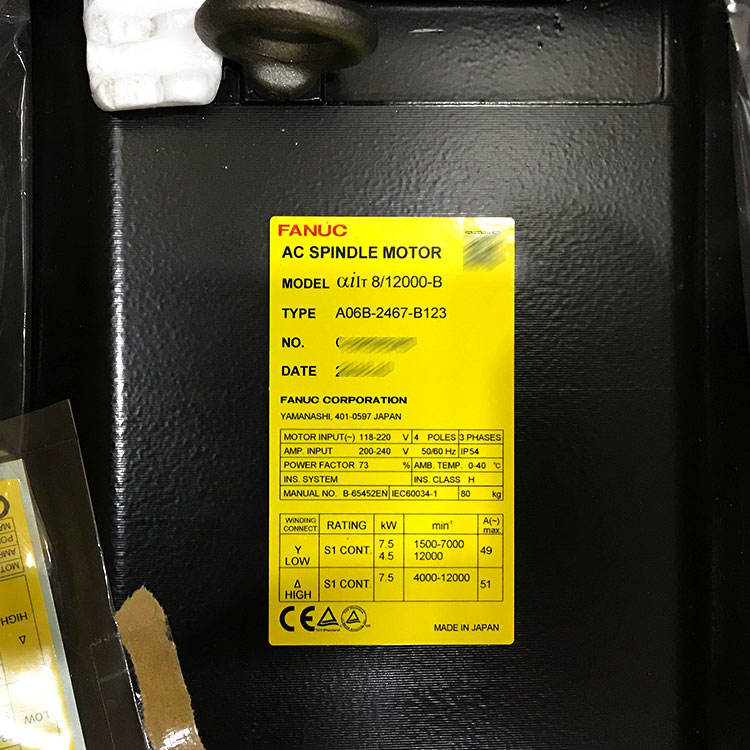 FANUC
AC SPINDLE MOTOR
MODEL αiIT 8/12000-B
TYPE A06B-2467-B123
NO.
DATE
FANUC CORPORATION
YAMANASHI, 401-0597 JAPAN
MOTOR INPUT(~) 118-220 V 4 POLES 3 PHASES
AMP. INPUT 200-240 V 50/60 Hz IP54
POWER FACTOR 73 % AMB. TEMP. 0-40 °C
INS. SYSTEM INS. CLASS H
MANUAL NO. B-65452EN IEC60034-1 80 kg
WINDING CONNECT RATING kW min⁻¹ A(~) max.
Y LOW S1 CONT. 7.5 1500-7000 49
4.5 12000
Δ HIGH S1 CONT. 7.5 4000-12000 51
CE
MADE IN JAPAN
HIGH Δ
LOW